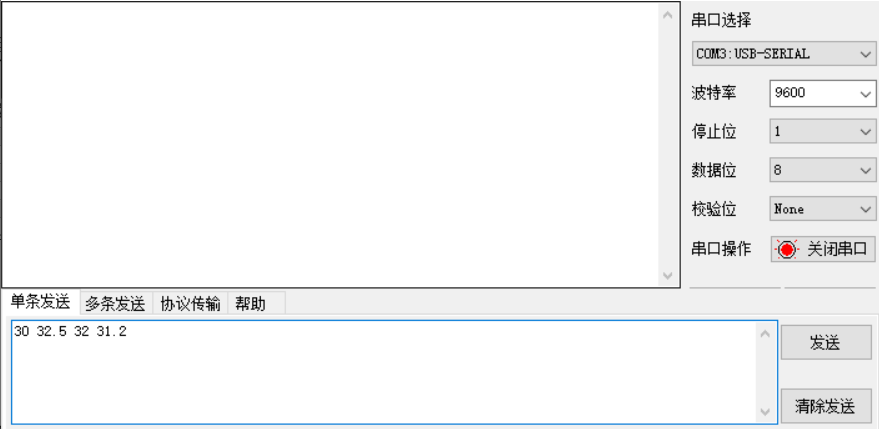 串口选择
COM3:USB-SERIAL
波特率 9600
停止位 1
数据位 8
校验位 None
串口操作 关闭串口
单条发送 多条发送 协议传输 帮助
30 32.5 32 31.2
发送
清除发送